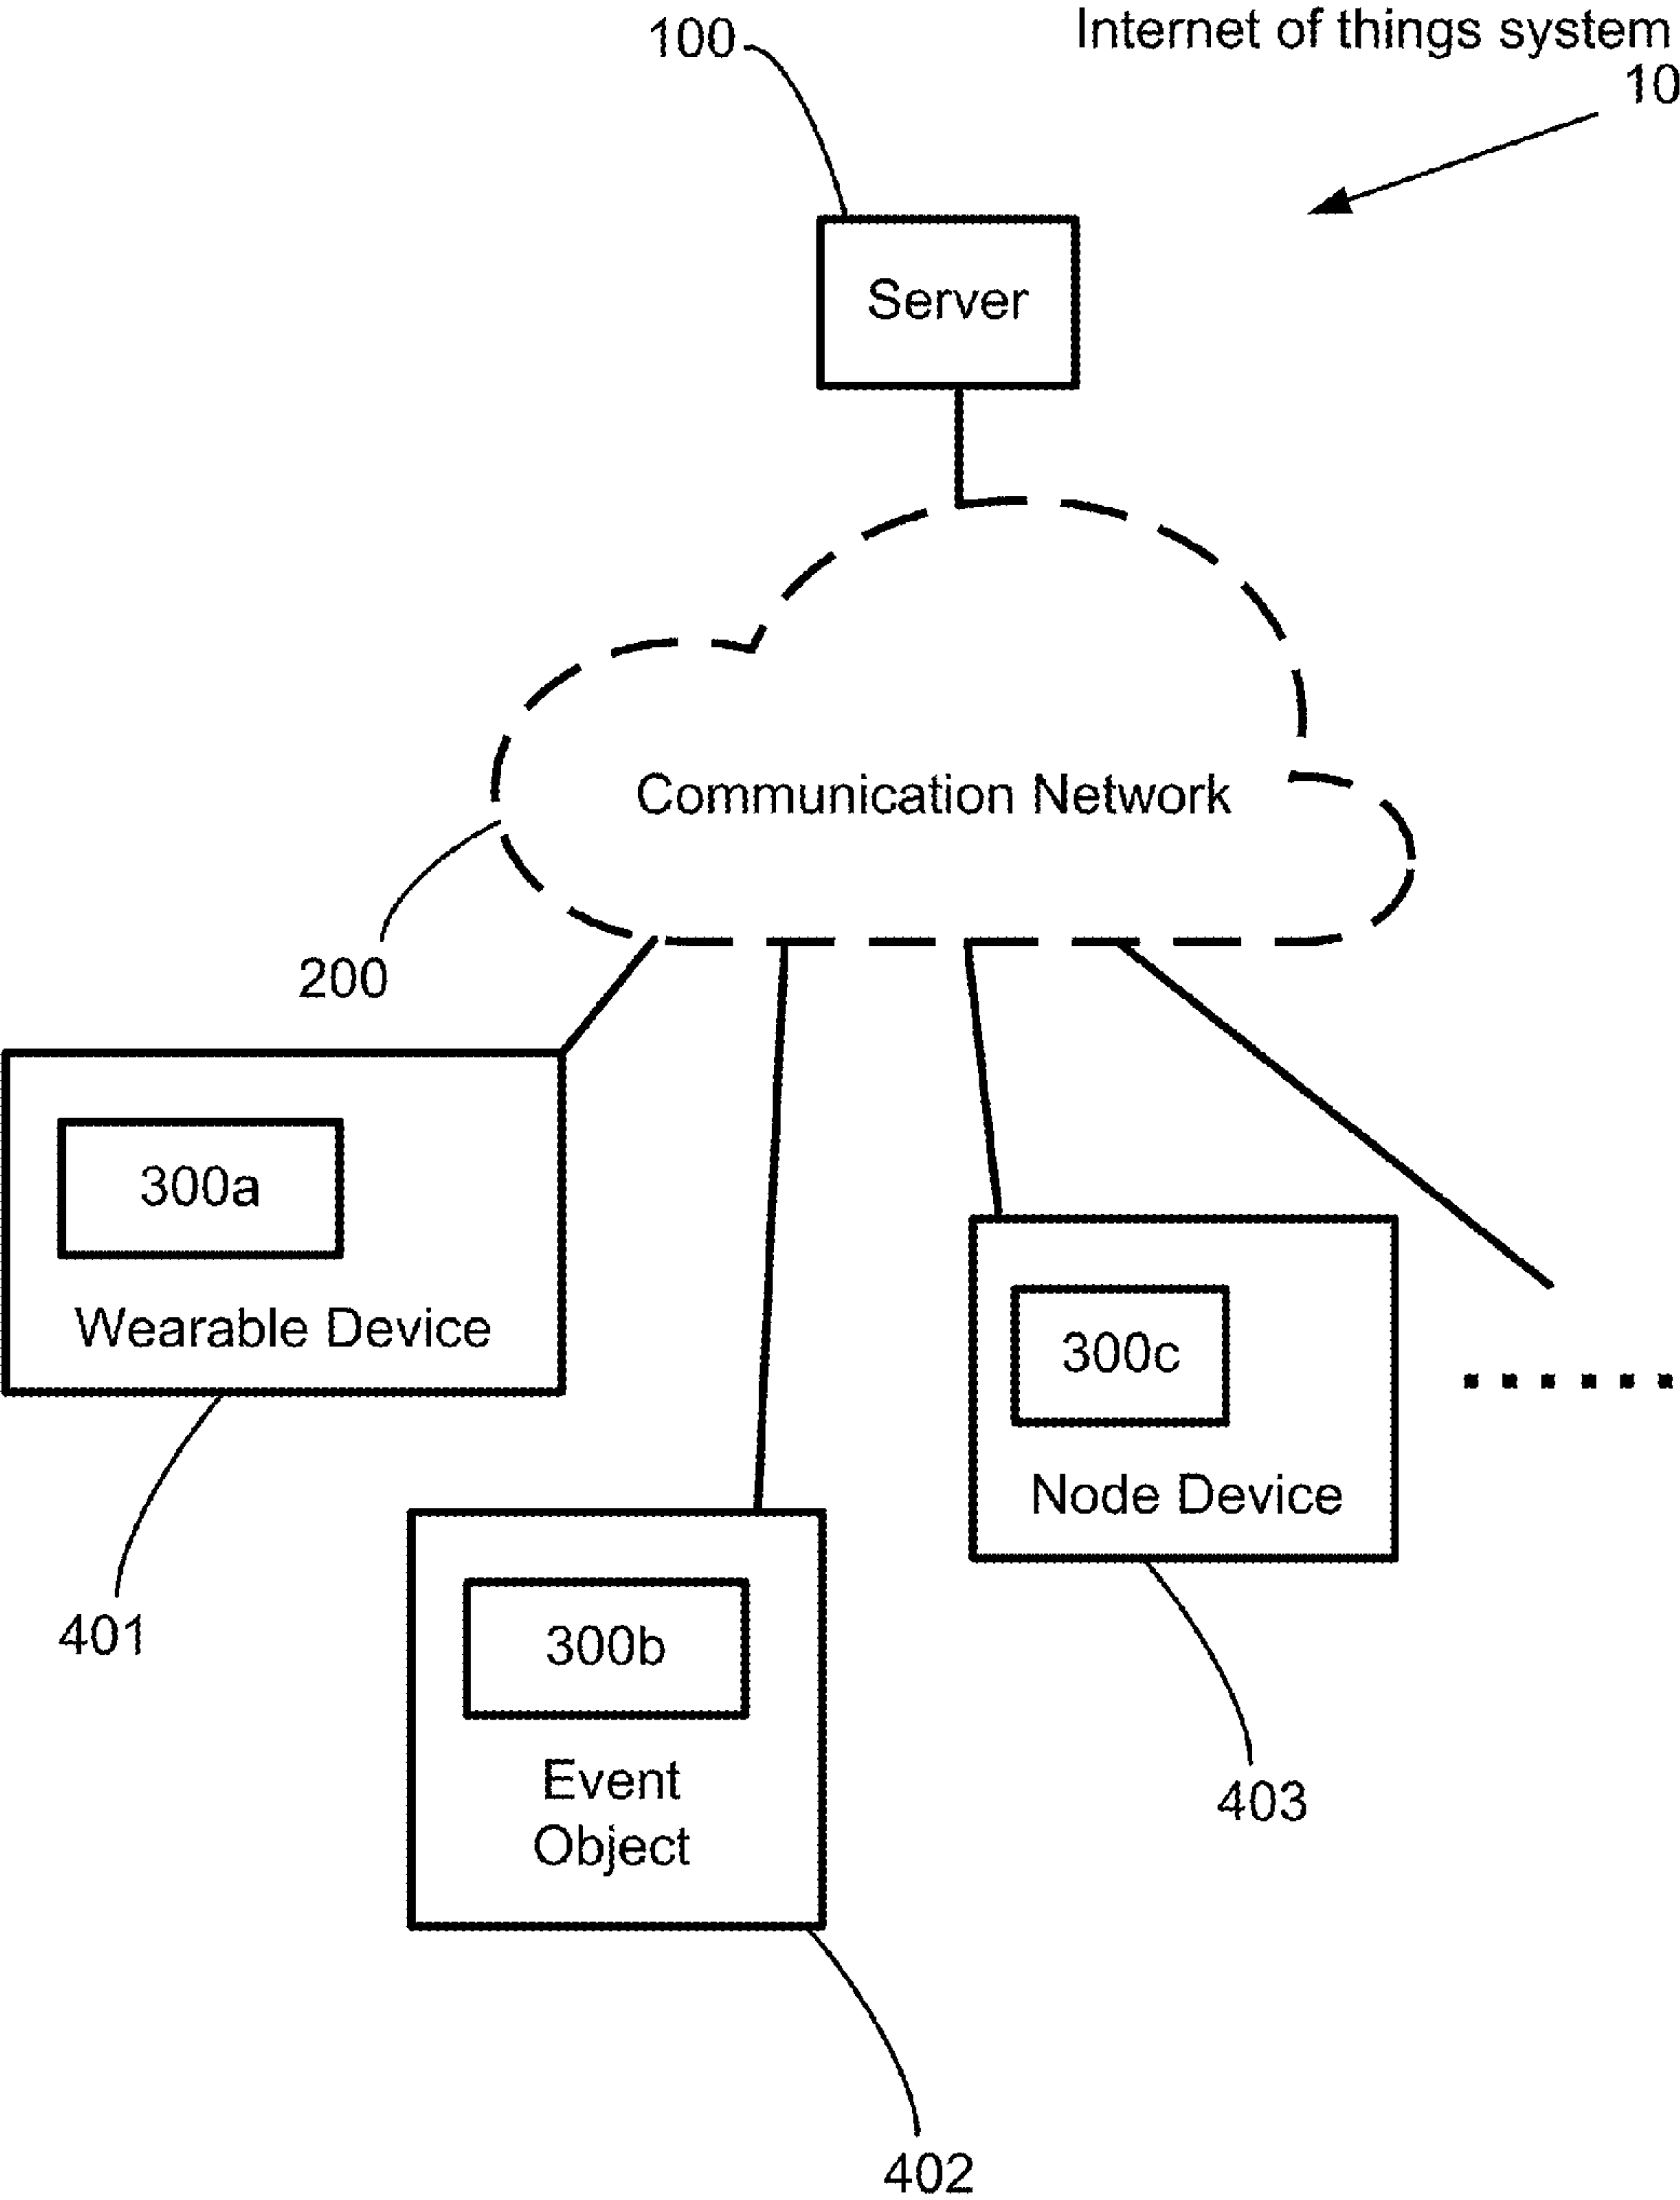 100
Internet of things system
10
Server
Communication Network
200
300a
Wearable Device
300c
Node Device
401
300b
Event
Object
403
402